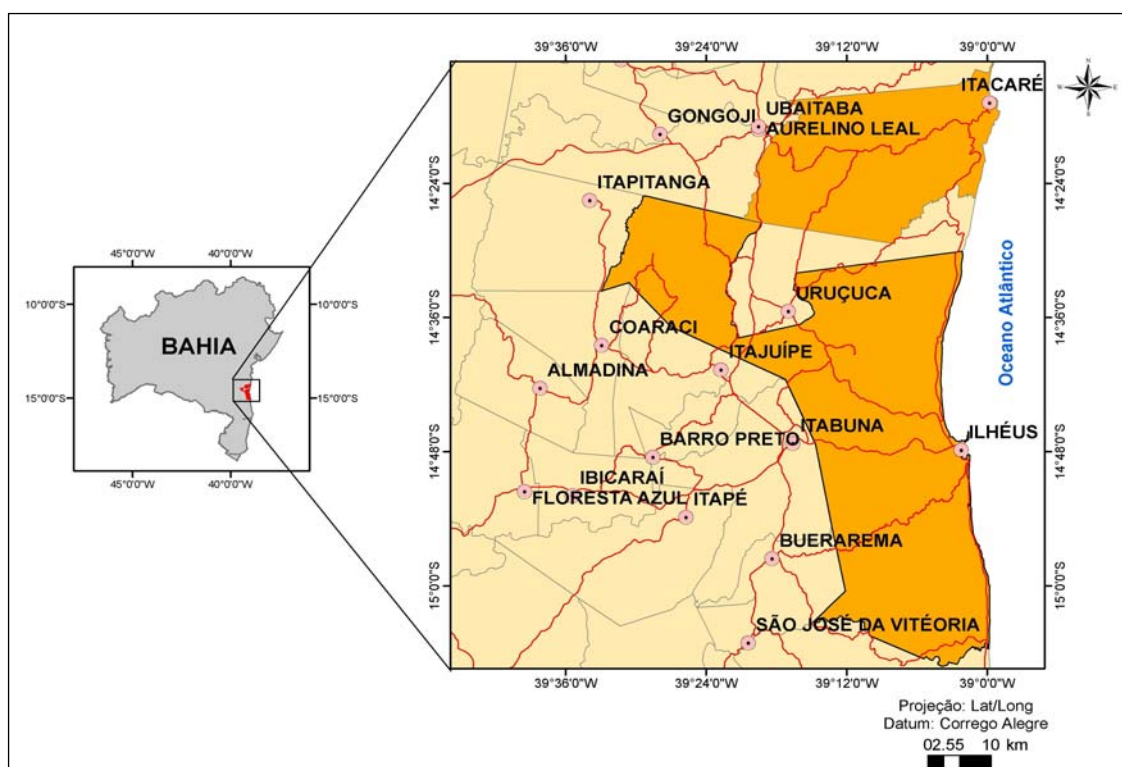 45°0'0"W 40°0'0"W
10°0'0"S 10°0'0"S
BAHIA
15°0'0"S 15°0'0"S
45°0'0"W 40°0'0"W
39°36'0"W 39°24'0"W 39°12'0"W 39°0'0"W
N
W E
S
ITACARÉ
UBAITABA
GONGOJI
AURELINO LEAL
14°24'0"S 14°24'0"S
ITAPITANGA
Oceano Atlântico
URUÇUCA
14°36'0"S 14°36'0"S
COARACI
ITAJUÍPE
ALMADINA
ITABUNA
ILHÉUS
BARRO PRETO
14°48'0"S 14°48'0"S
IBICARAÍ
FLORESTA AZUL
ITAPÉ
BUERAREMA
15°0'0"S 15°0'0"S
SÃO JOSÉ DA VITÉORIA
39°36'0"W 39°24'0"W 39°12'0"W 39°0'0"W
Projeção: Lat/Long
Datum: Corrego Alegre
02.55 10 km